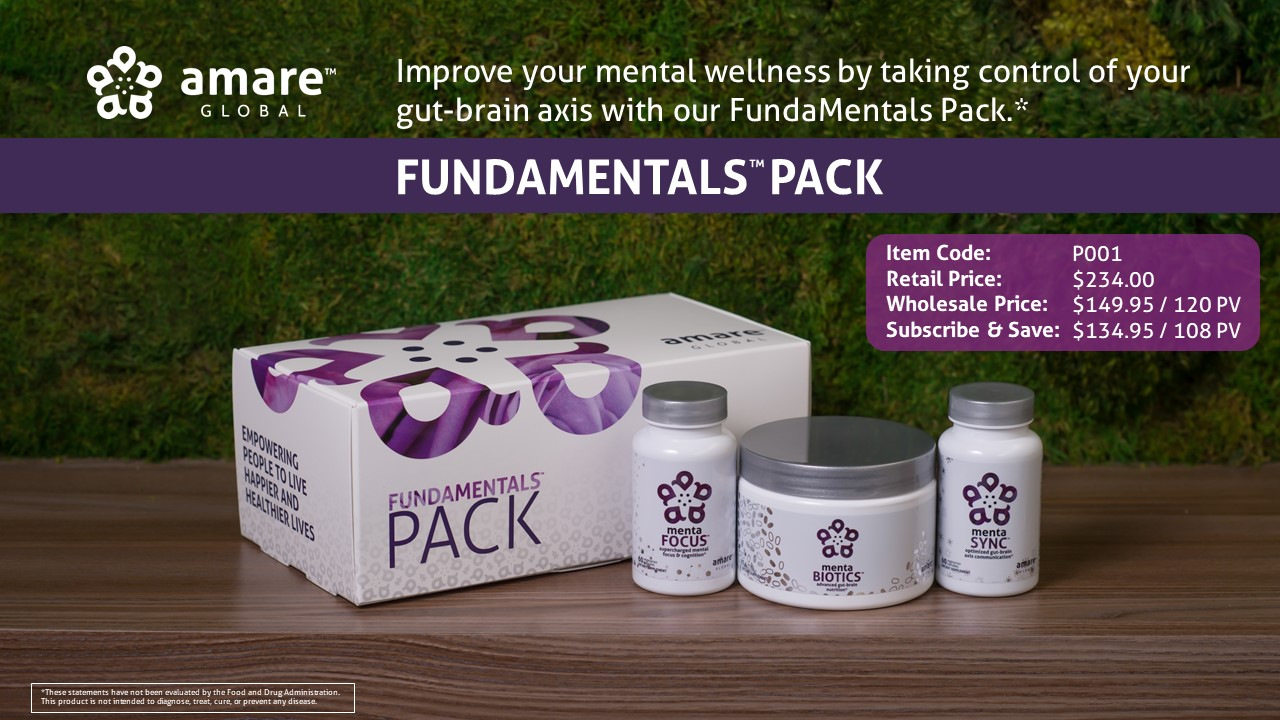 amare™
GLOBAL
Improve your mental wellness by taking control of your
gut-brain axis with our FundaMentals Pack.*
FUNDAMENTALS™ PACK
Item Code: P001
Retail Price: $234.00
Wholesale Price: $149.95 / 120 PV
Subscribe & Save: $134.95 / 108 PV
amare
GLOBAL
EMPOWERING
PEOPLE TO LIVE
HAPPIER AND
HEALTHIER LIVES
FUNDAMENTALS™
PACK
menta
FOCUS™
supercharged mental
focus & cognition*
amare
menta
BIOTICS™
advanced gut-brain
nutrition*
menta
SYNC™
optimized gut-brain
axis communication*
amare
*These statements have not been evaluated by the Food and Drug Administration.
This product is not intended to diagnose, treat, cure, or prevent any disease.